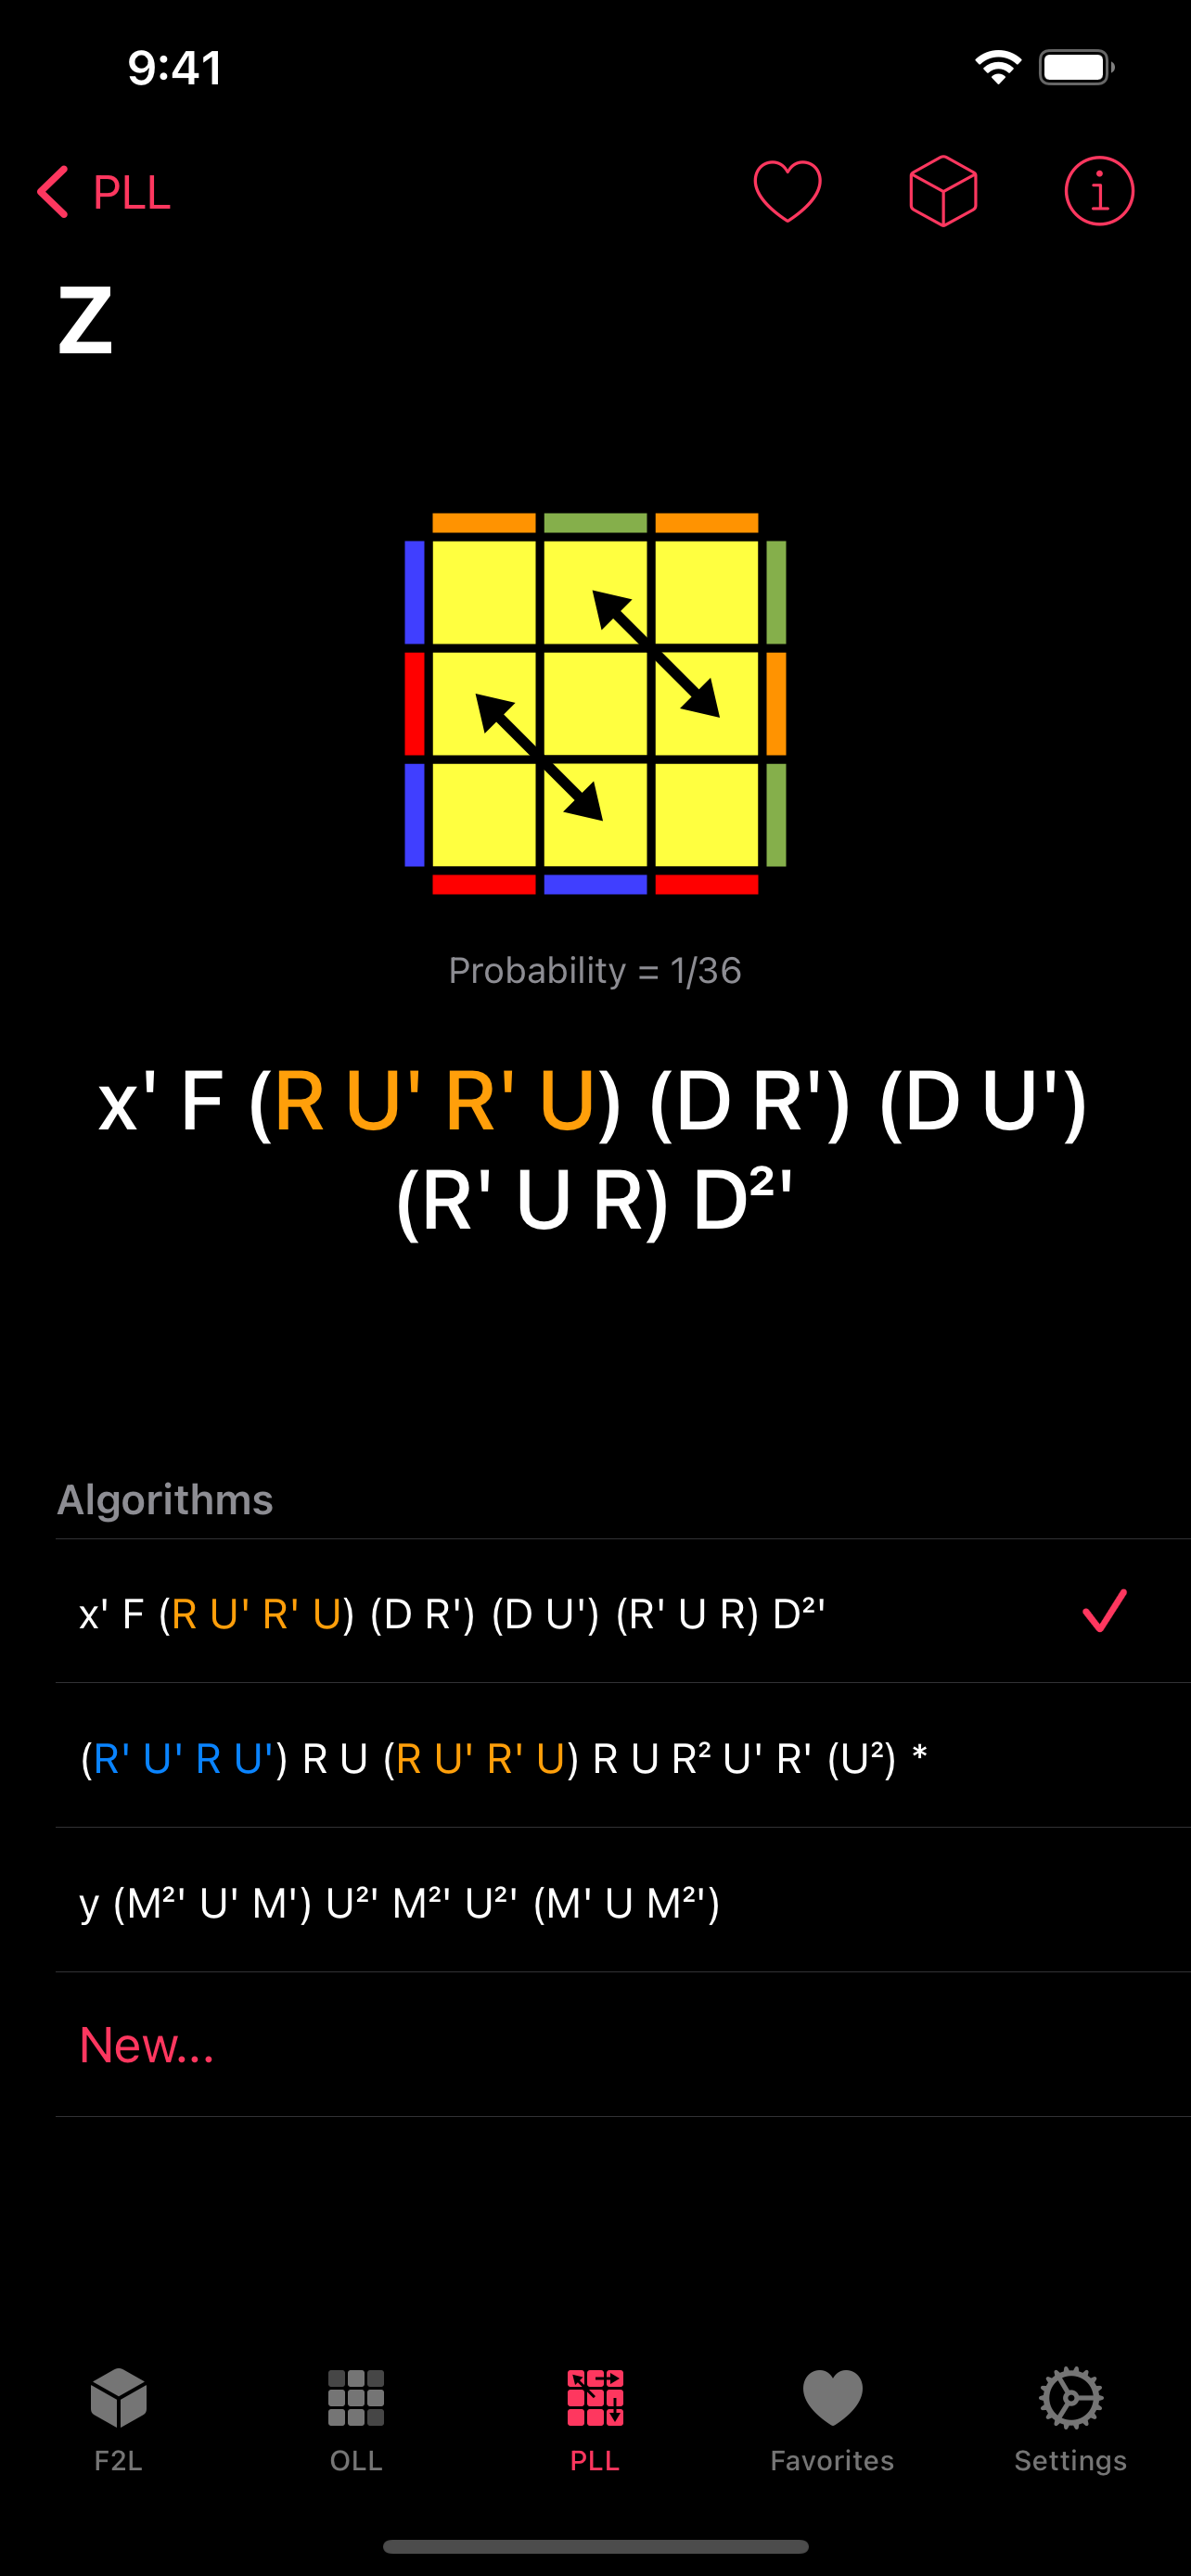 9:41
PLL
Z
Probability = 1/36
x' F (R U' R' U) (D R') (D U')
(R' U R) D²'
Algorithms
x' F (R U' R' U) (D R') (D U') (R' U R) D²'
(R' U' R U') R U (R U' R' U) R U R² U' R' (U²) *
y (M²' U' M') U²' M²' U²' (M' U M²')
New...
F2L OLL PLL Favorites Settings